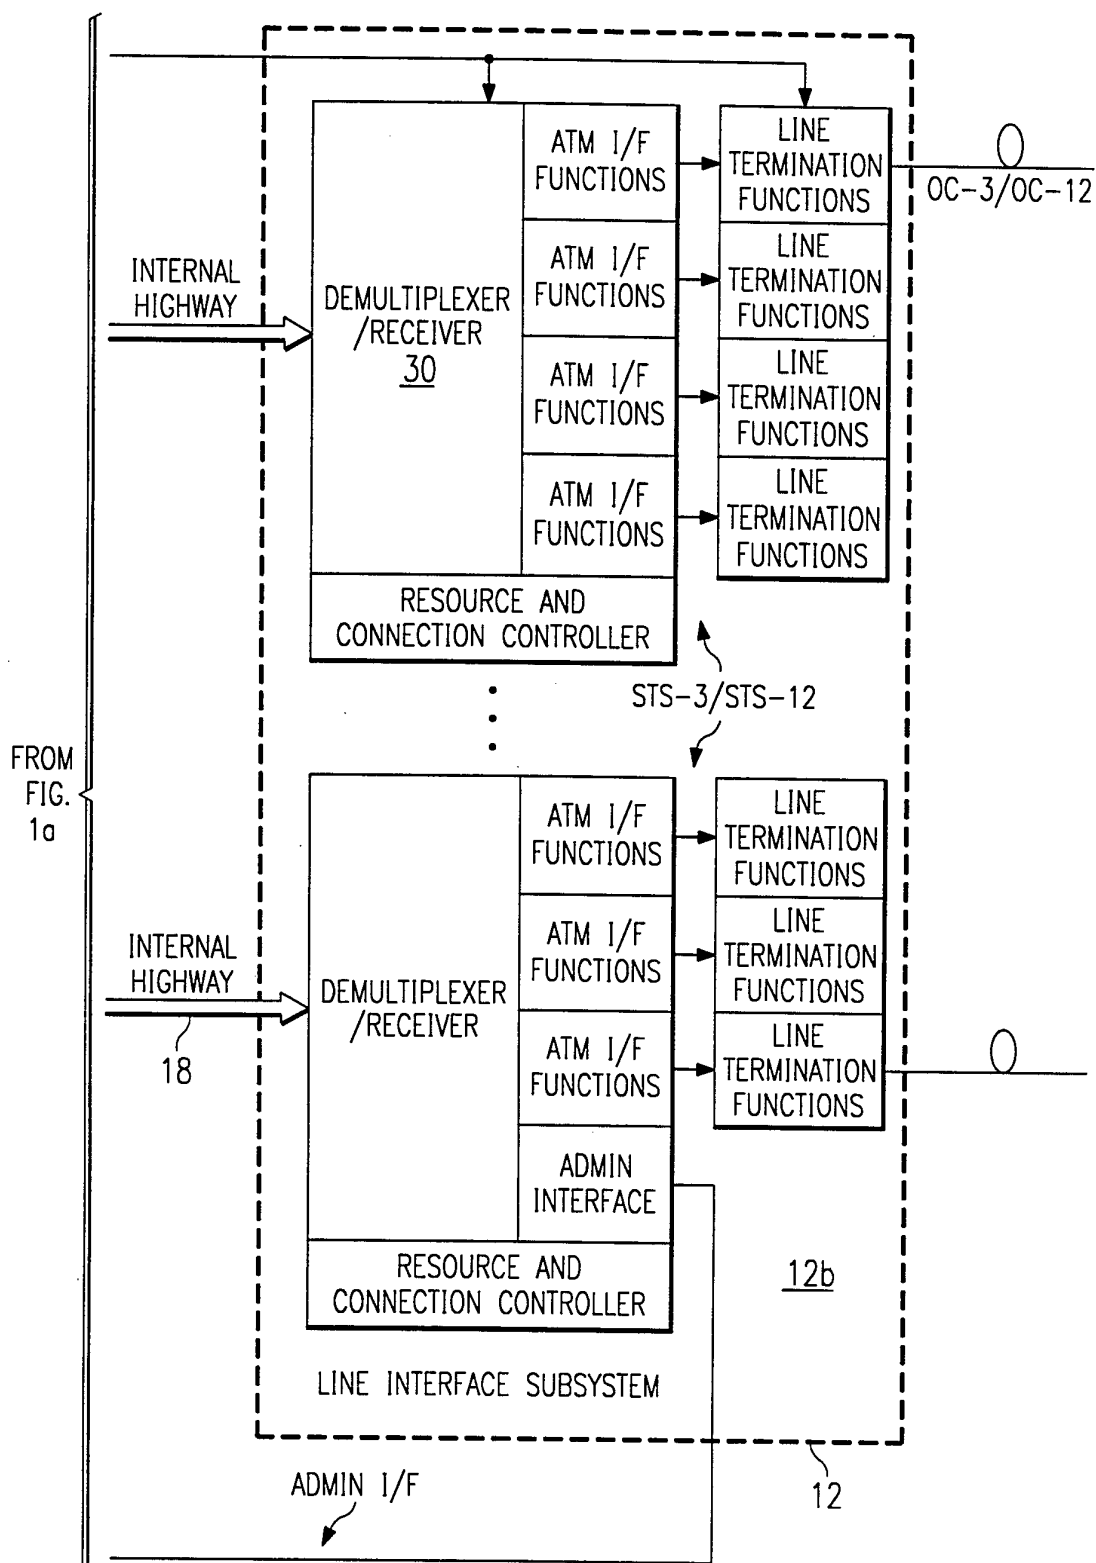 ATM I/F
FUNCTIONS
LINE
TERMINATION
FUNCTIONS
OC-3/OC-12
INTERNAL
HIGHWAY
DEMULTIPLEXER
/RECEIVER
30
ATM I/F
FUNCTIONS
LINE
TERMINATION
FUNCTIONS
ATM I/F
FUNCTIONS
LINE
TERMINATION
FUNCTIONS
ATM I/F
FUNCTIONS
LINE
TERMINATION
FUNCTIONS
RESOURCE AND
CONNECTION CONTROLLER
STS-3/STS-12
FROM
FIG.
1a
ATM I/F
FUNCTIONS
LINE
TERMINATION
FUNCTIONS
INTERNAL
HIGHWAY
18
DEMULTIPLEXER
/RECEIVER
ATM I/F
FUNCTIONS
LINE
TERMINATION
FUNCTIONS
ATM I/F
FUNCTIONS
LINE
TERMINATION
FUNCTIONS
ADMIN
INTERFACE
RESOURCE AND
CONNECTION CONTROLLER
12b
LINE INTERFACE SUBSYSTEM
12
ADMIN I/F